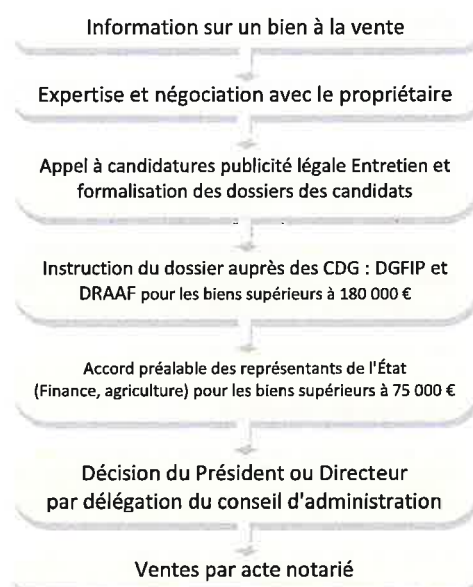 Information sur un bien à la vente
Expertise et négociation avec le propriétaire
Appel à candidatures publicité légale Entretien et
formalisation des dossiers des candidats
Instruction du dossier auprès des CDG : DGFIP et
DRAAF pour les biens supérieurs à 180 000 €
Accord préalable des représentants de l'État
(Finance, agriculture) pour les biens supérieurs à 75 000 €
Décision du Président ou Directeur
par délégation du conseil d'administration
Ventes par acte notarié